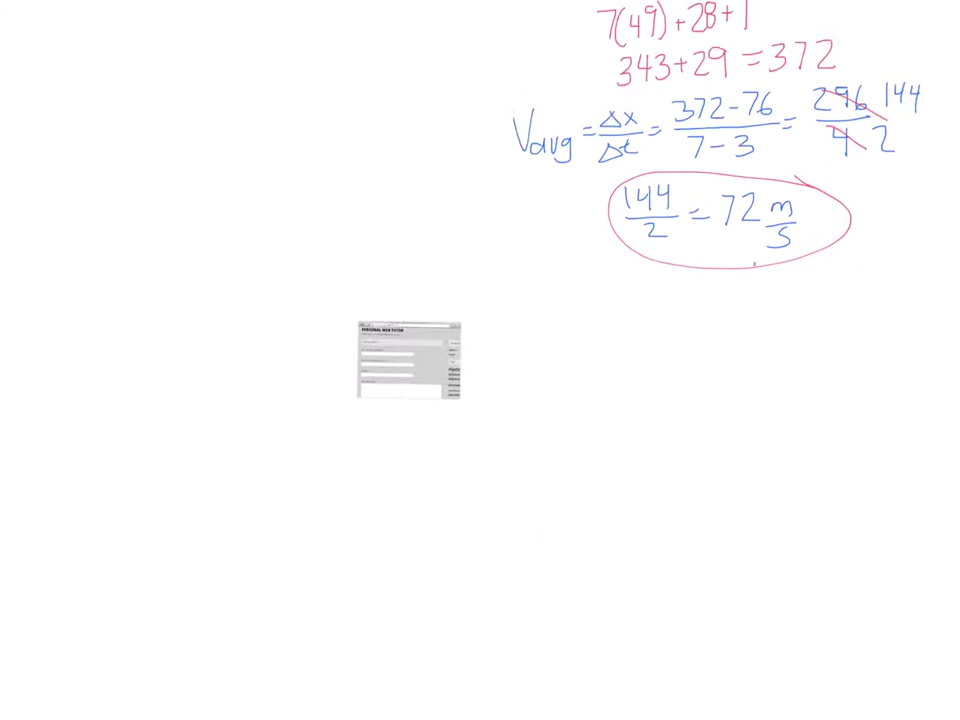 7(49)+28+1
343+29=372
Vavg = Δx/Δt = 372-76/7-3 = 296/4 144/2
144/2 = 72 m/s
PERSONAL WEB TUTOR